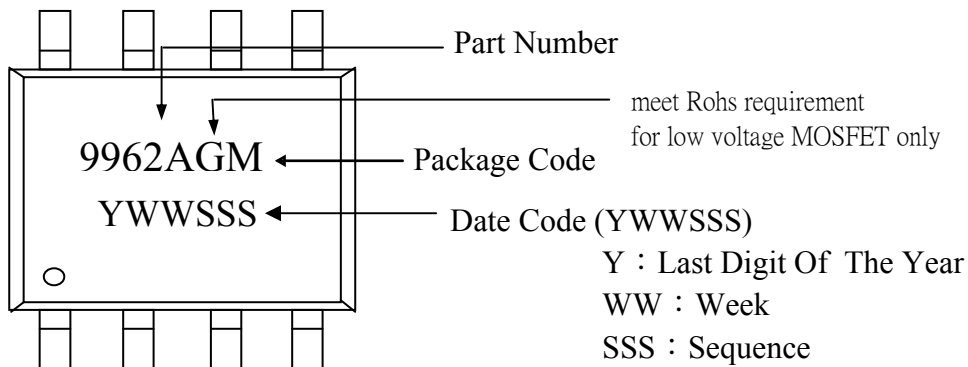 Part Number
meet Rohs requirement
for low voltage MOSFET only
9962AGM
Package Code
YWWSSS
Date Code (YWWSSS)
Y：Last Digit Of The Year
WW：Week
SSS：Sequence